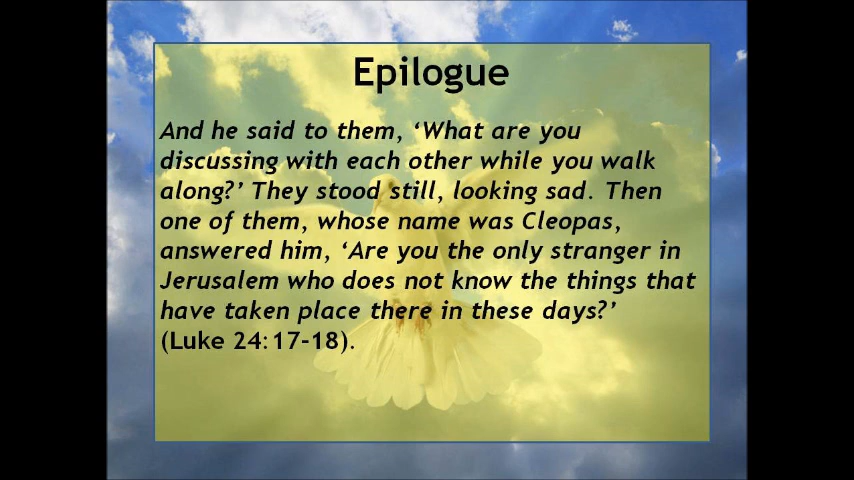 Epilogue
And he said to them, ‘What are you
discussing with each other while you walk
along?’ They stood still, looking sad. Then
one of them, whose name was Cleopas,
answered him, ‘Are you the only stranger in
Jerusalem who does not know the things that
have taken place there in these days?’
(Luke 24:17-18).